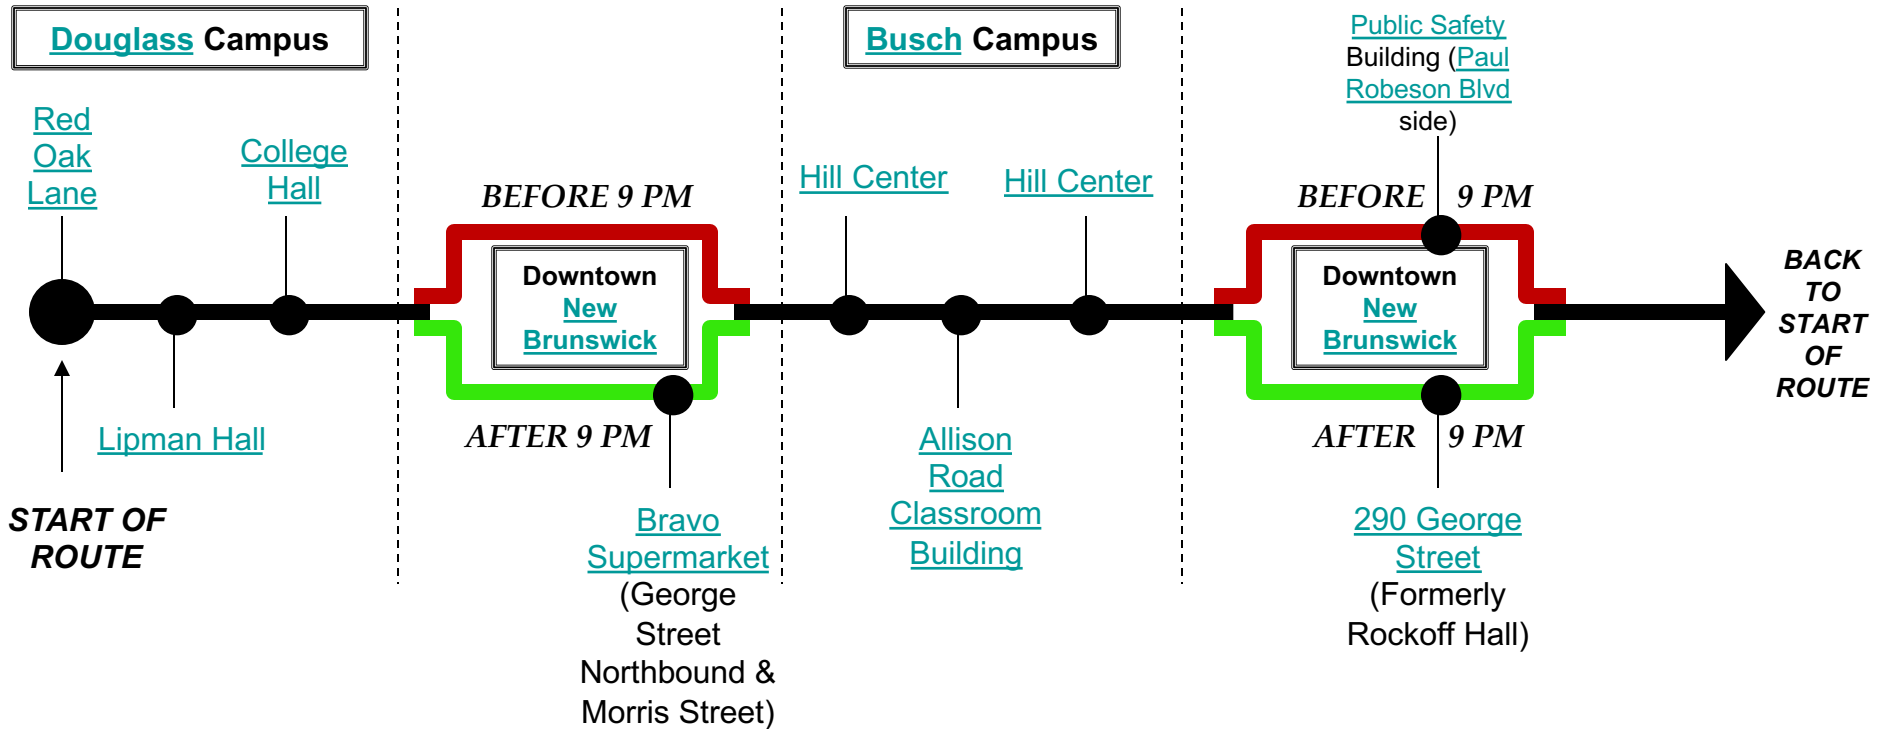 Douglass Campus
Red
Oak
Lane
College
Hall
Lipman Hall
START OF
ROUTE
BEFORE 9 PM
Downtown
New
Brunswick
AFTER 9 PM
Bravo
Supermarket
(George
Street
Northbound &
Morris Street)
Busch Campus
Hill Center
Hill Center
Allison
Road
Classroom
Building
Public Safety
Building (Paul
Robeson Blvd
side)
BEFORE 9 PM
Downtown
New
Brunswick
AFTER 9 PM
290 George
Street
(Formerly
Rockoff Hall)
BACK
TO
START
OF
ROUTE